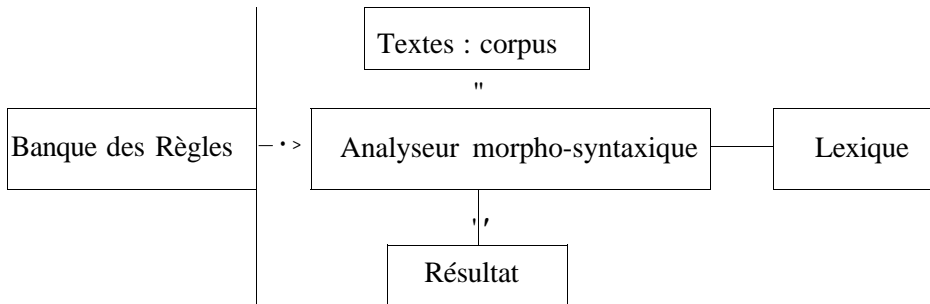 Textes : corpus
"
Banque des Règles – · > Analyseur morpho-syntaxique Lexique
'′
Résultat